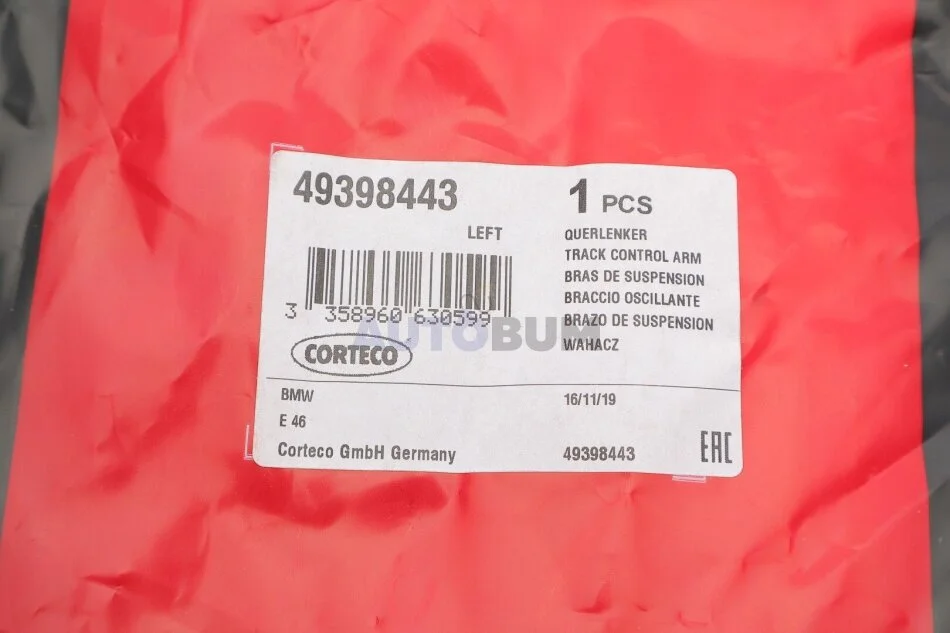 49398443
1 PCS
LEFT
QUERLENKER
TRACK CONTROL ARM
BRAS DE SUSPENSION
BRACCIO OSCILLANTE
BRAZO DE SUSPENSION
WAHACZ
3 358960 630599
AUTOBUM
CORTECO
BMW
16/11/19
E 46
Corteco GmbH Germany
49398443
EAC